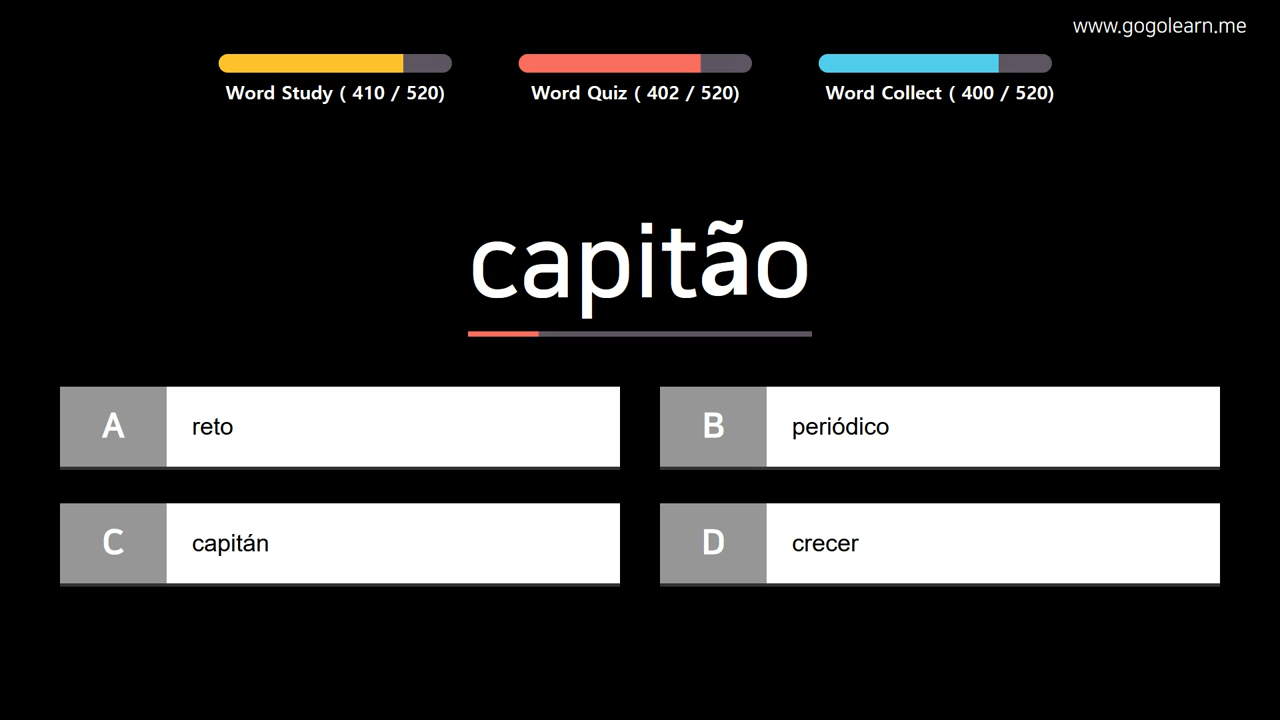 www.gogolearn.me
Word Study ( 410 / 520)
Word Quiz ( 402 / 520)
Word Collect ( 400 / 520)
capitão
A reto
B periódico
C capitán
D crecer